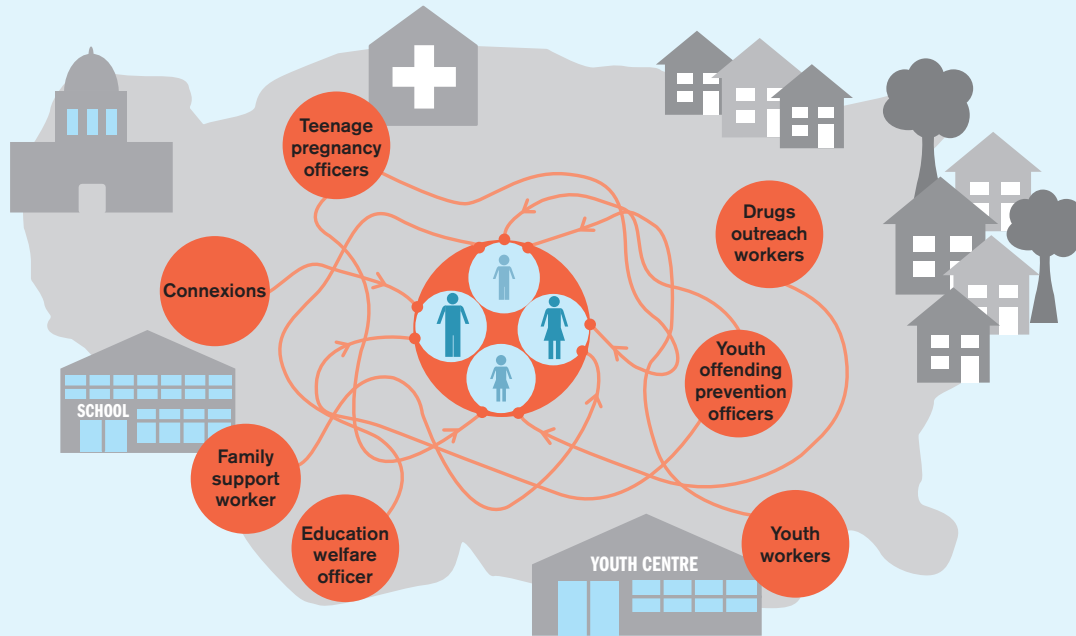 Teenage
pregnancy
officers
Drugs
outreach
workers
Connexions
Youth
offending
prevention
officers
SCHOOL
Family
support
worker
Education
welfare
officer
Youth
workers
YOUTH CENTRE